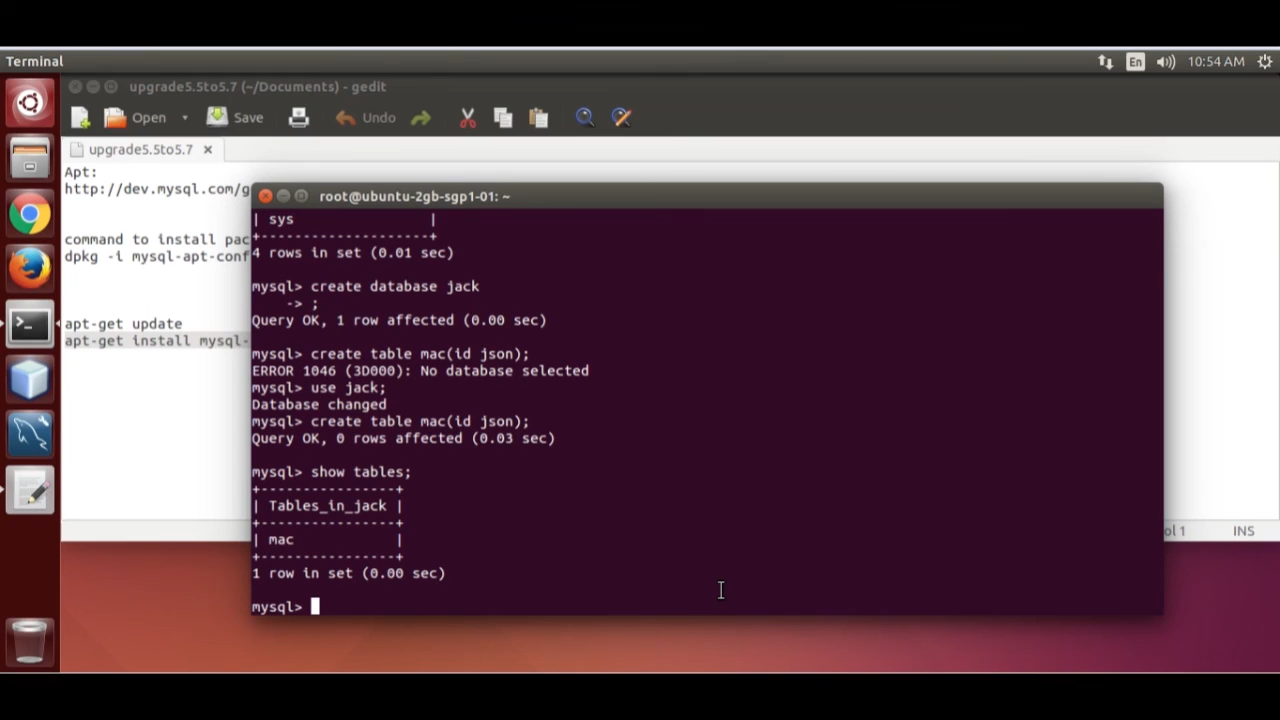 Terminal
En
10:54 AM
upgrade5.5to5.7 (~/Documents) - gedit
Open
Save
Undo
upgrade5.5to5.7 ×
Apt:
http://dev.mysql.com/g
command to install pac
dpkg -i mysql-apt-conf
apt-get update
apt-get install mysql-
root@ubuntu-2gb-sgp1-01: ~
| sys                |
+--------------------+
4 rows in set (0.01 sec)
mysql> create database jack
    -> ;
Query OK, 1 row affected (0.00 sec)
mysql> create table mac(id json);
ERROR 1046 (3D000): No database selected
mysql> use jack;
Database changed
mysql> create table mac(id json);
Query OK, 0 rows affected (0.03 sec)
mysql> show tables;
+----------------+
| Tables_in_jack |
+----------------+
| mac            |
+----------------+
1 row in set (0.00 sec)
mysql>
ol 1
INS